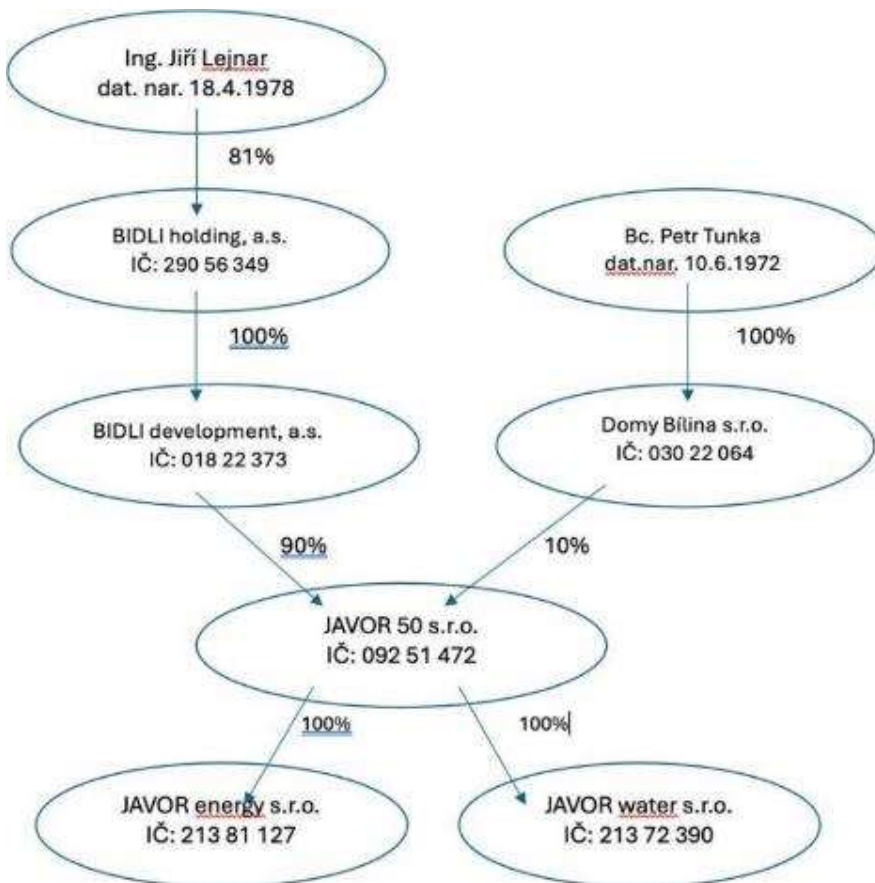 Ing. Jiří Lejnar
dat. nar. 18.4.1978
81%
BIDLI holding, a.s.
IČ: 290 56 349
Bc. Petr Tunka
dat.nar. 10.6.1972
100%
100%
BIDLI development, a.s.
IČ: 018 22 373
Domy Bílina s.r.o.
IČ: 030 22 064
90%
10%
JAVOR 50 s.r.o.
IČ: 092 51 472
100%
100%
JAVOR energy s.r.o.
IČ: 213 81 127
JAVOR water s.r.o.
IČ: 213 72 390